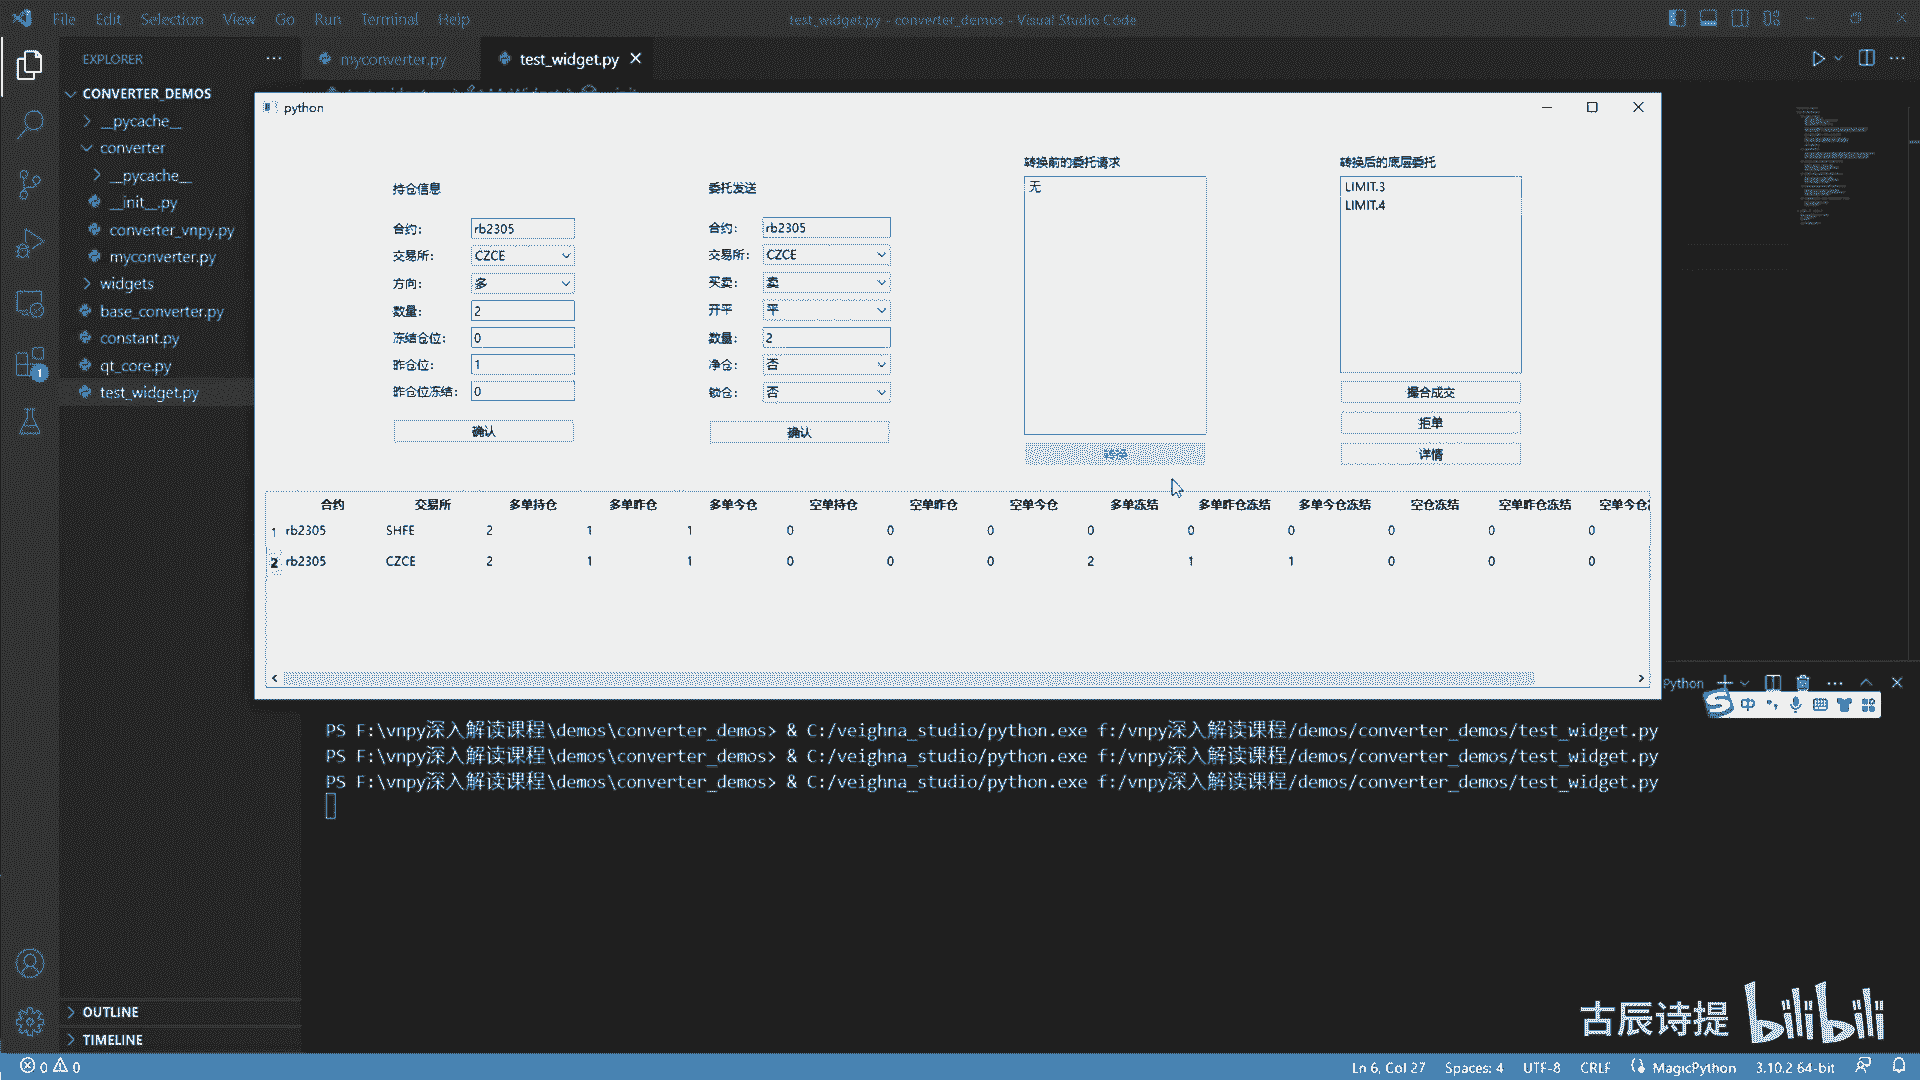 File Edit Selection View Go Run Terminal Help
test_widget.py - converter_demos - Visual Studio Code
EXPLORER
myconverter.py
test_widget.py
CONVERTER_DEMOS
__pycache__
converter
__pycache__
__init__.py
converter_vnpy.py
myconverter.py
widgets
base_converter.py
constant.py
qt_core.py
test_widget.py
1
python
持仓信息
合约: rb2305
交易所: CZCE
方向: 多
数量: 2
冻结仓位: 0
昨仓位: 1
昨仓位冻结: 0
确认
委托发送
合约: rb2305
交易所: CZCE
买卖: 卖
开平 平
数量: 2
净仓: 否
锁仓: 否
确认
转换前的委托请求
无
转换
转换后的底层委托
LIMIT.3
LIMIT.4
撮合成交
拒单
详情
合约 交易所 多单持仓 多单昨仓 多单今仓 空单持仓 空单昨仓 空单今仓 多单冻结 多单昨仓冻结 多单今仓冻结 空仓冻结 空单昨仓冻结 空单今仓
1 rb2305 SHFE 2 1 1 0 0 0 0 0 0 0 0 0
2 rb2305 CZCE 2 1 1 0 0 0 2 1 1 0 0 0
Python
中
PS F:\vnpy深入解读课程\demos\converter_demos> & C:/veighna_studio/python.exe f:/vnpy深入解读课程/demos/converter_demos/test_widget.py
PS F:\vnpy深入解读课程\demos\converter_demos> & C:/veighna_studio/python.exe f:/vnpy深入解读课程/demos/converter_demos/test_widget.py
PS F:\vnpy深入解读课程\demos\converter_demos> & C:/veighna_studio/python.exe f:/vnpy深入解读课程/demos/converter_demos/test_widget.py
古辰诗提 bilibili
OUTLINE
TIMELINE
0 0
Ln 6, Col 27 Spaces: 4 UTF-8 CRLF MagicPython 3.10.2 64-bit